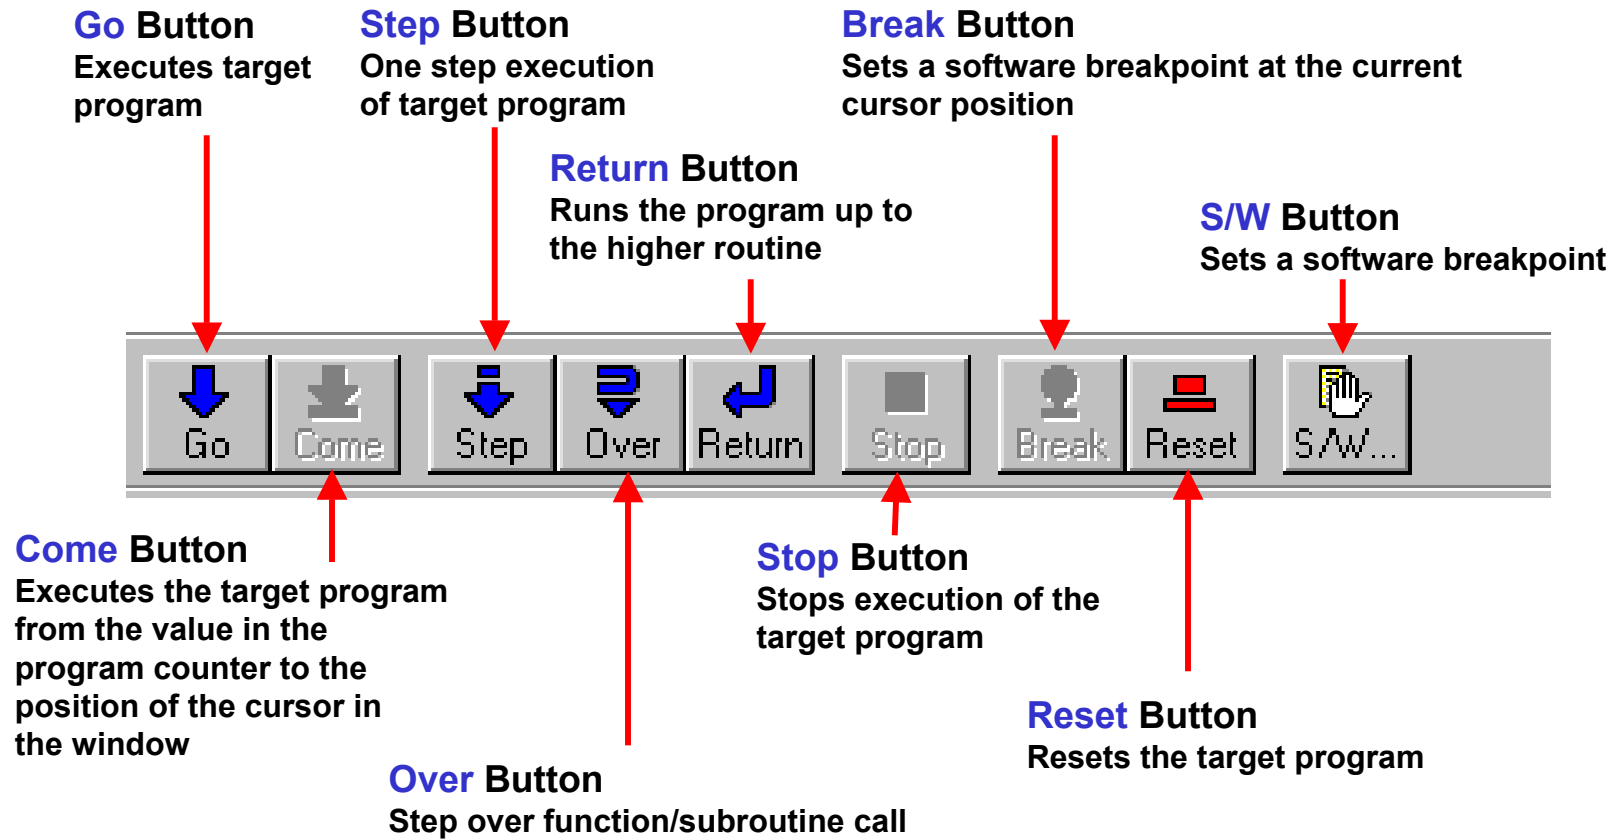 Go Button
Executes target
program
Step Button
One step execution
of target program
Break Button
Sets a software breakpoint at the current
cursor position
Return Button
Runs the program up to
the higher routine
S/W Button
Sets a software breakpoint
Go
Come
Step
Over
Return
Stop
Break
Reset
S/W...
Come Button
Executes the target program
from the value in the
program counter to the
position of the cursor in
the window
Stop Button
Stops execution of the
target program
Reset Button
Resets the target program
Over Button
Step over function/subroutine call